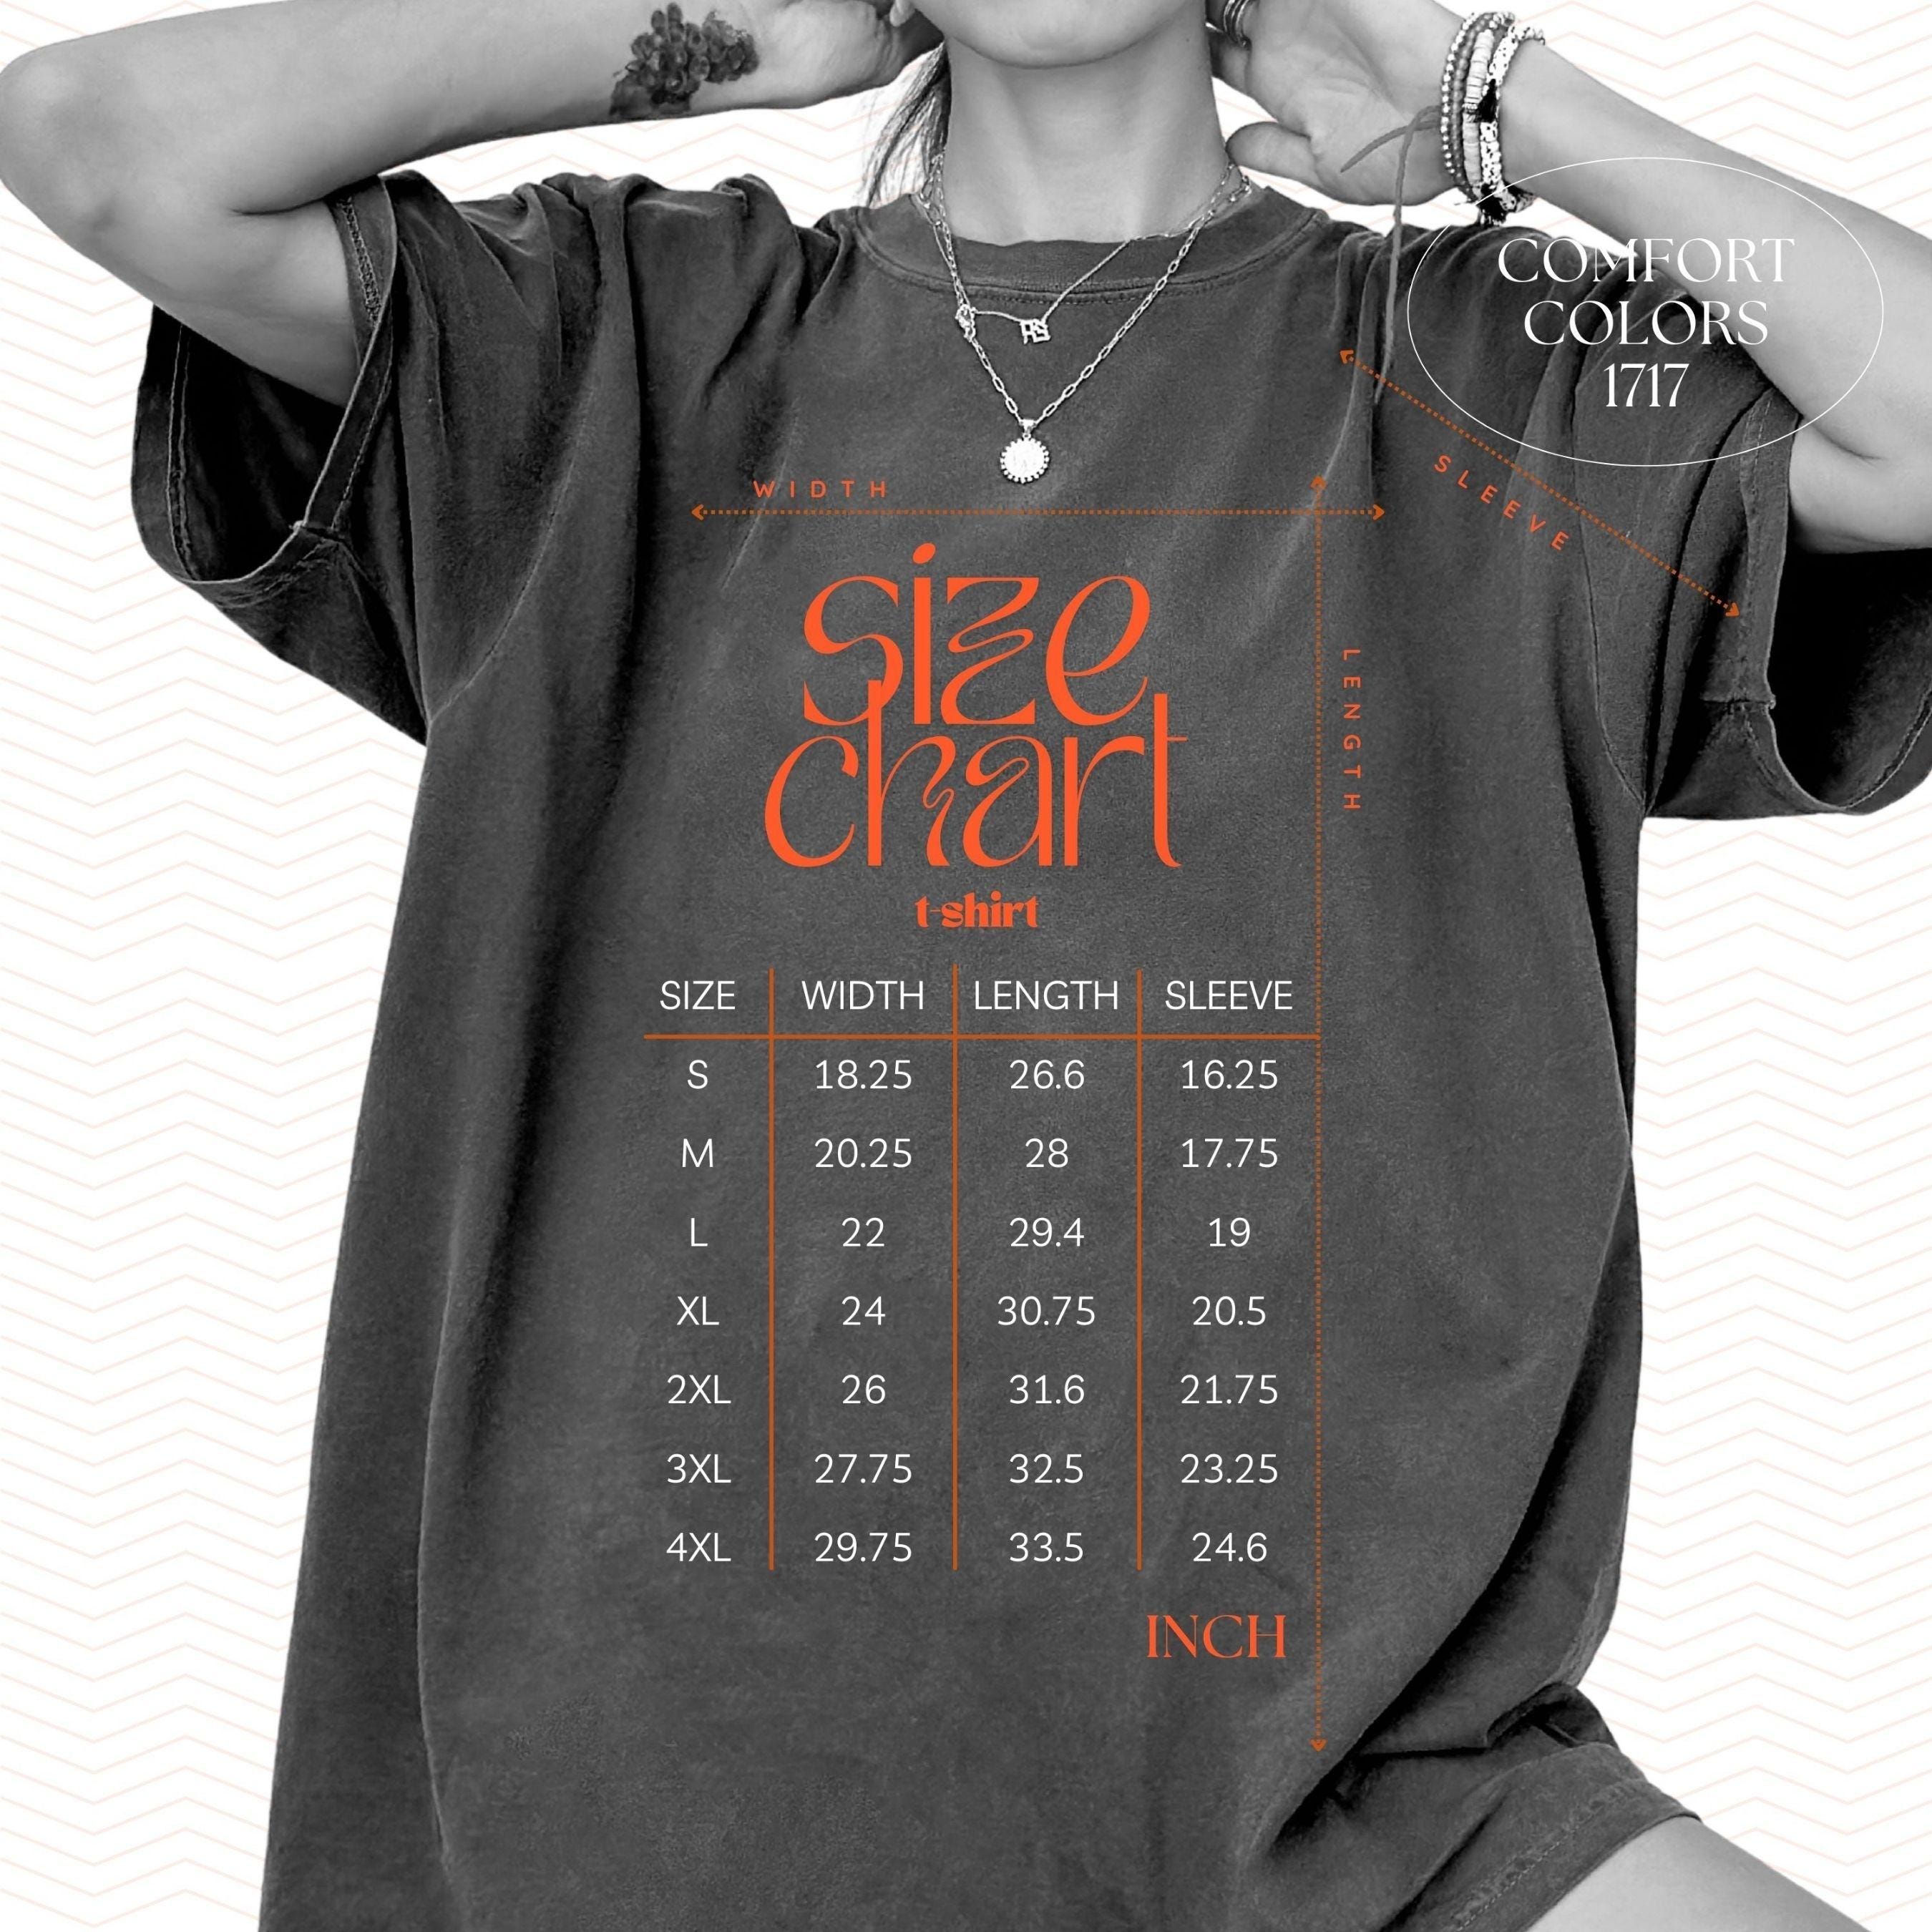 COMFORT
COLORS
1717
WIDTH
SLEEVE
LENGTH
size
chart
t-shirt
SIZE WIDTH LENGTH SLEEVE
S 18.25 26.6 16.25
M 20.25 28 17.75
L 22 29.4 19
XL 24 30.75 20.5
2XL 26 31.6 21.75
3XL 27.75 32.5 23.25
4XL 29.75 33.5 24.6
INCH